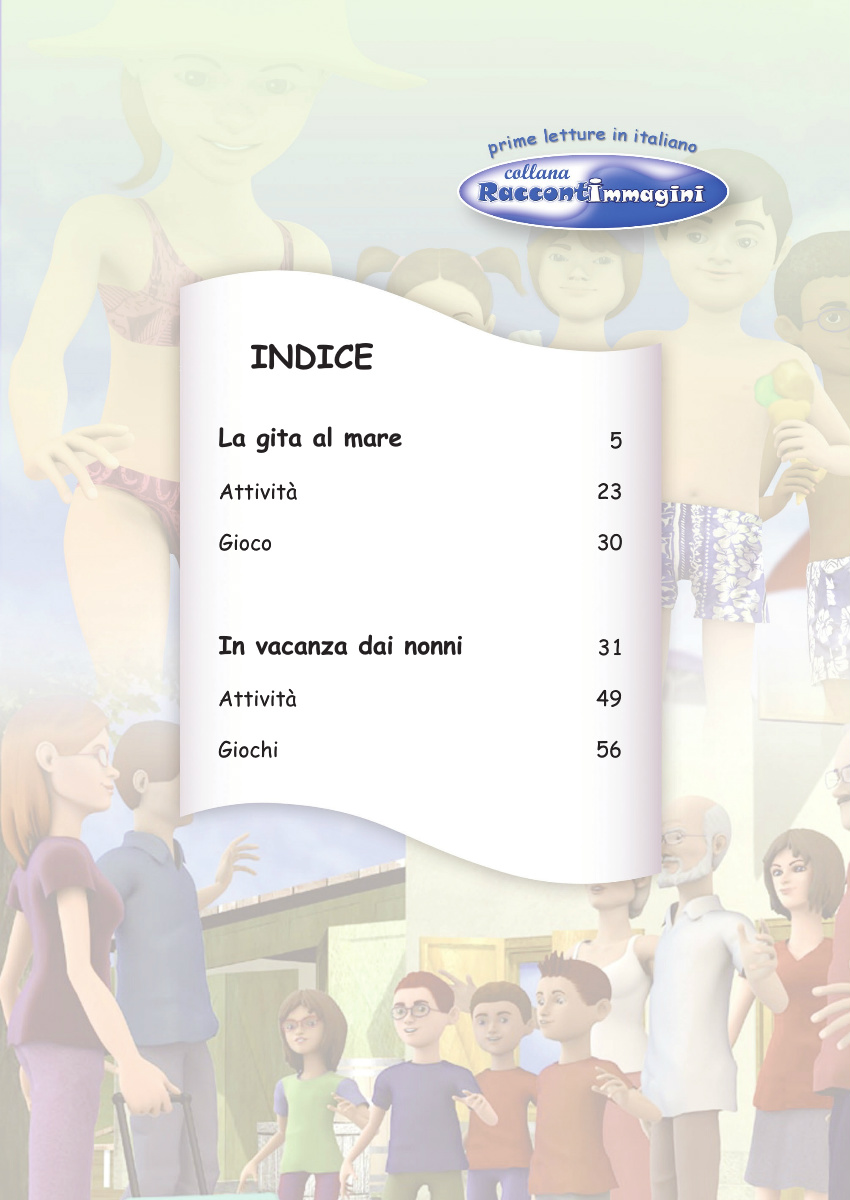 prime letture in italiano
collana
Raccontimmagini
INDICE
La gita al mare 5
Attività 23
Gioco 30
In vacanza dai nonni 31
Attività 49
Giochi 56